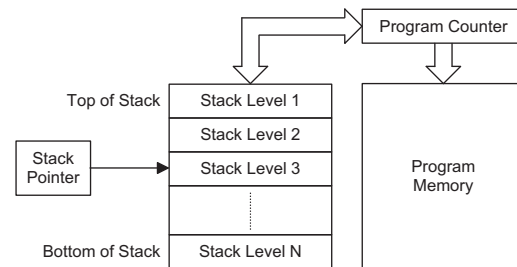 Program Counter
Top of Stack
Stack Level 1
Stack Level 2
Stack
Pointer
Stack Level 3
Program
Memory
Bottom of Stack
Stack Level N